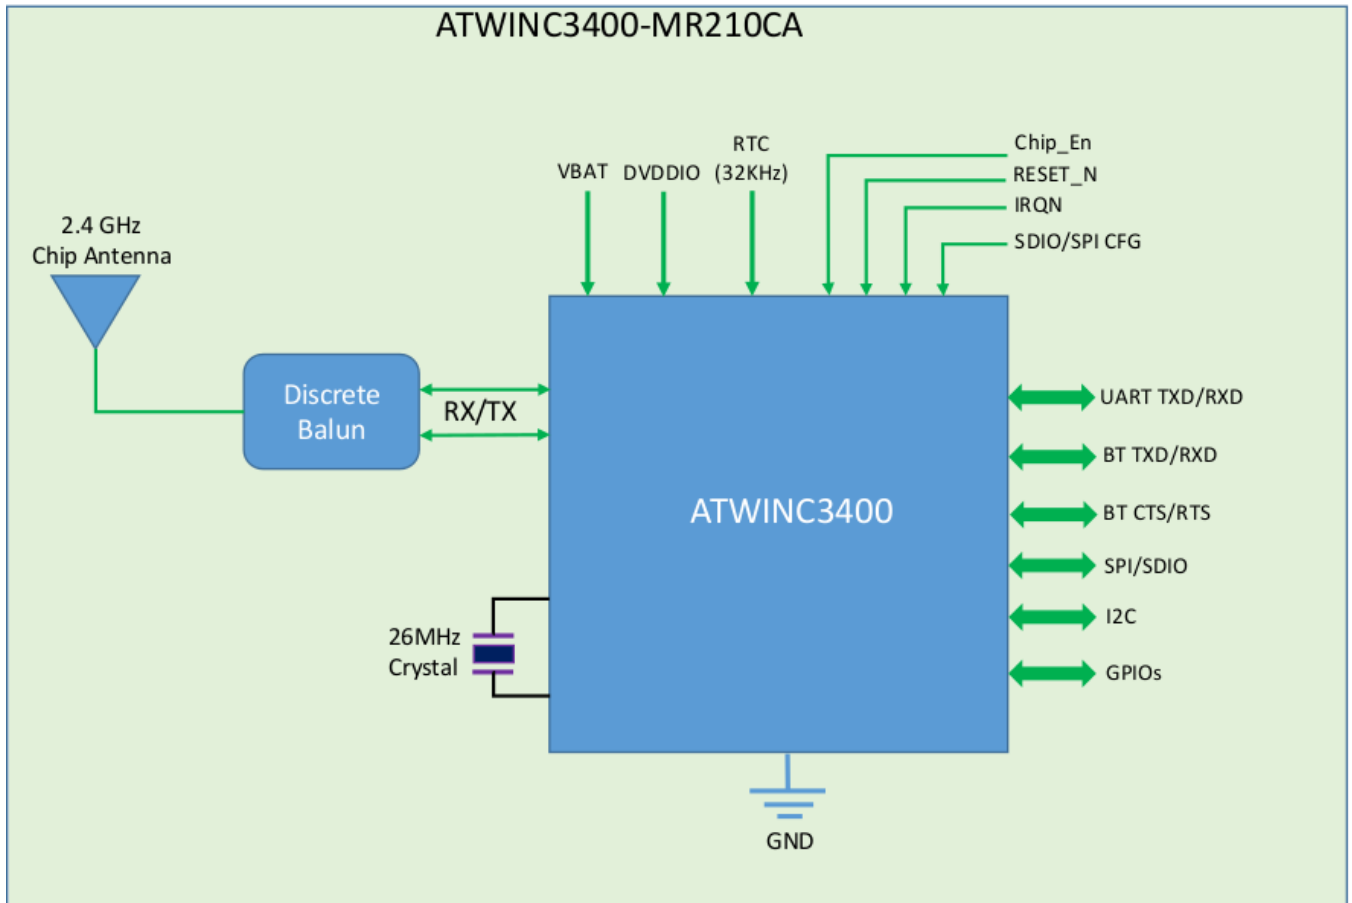 ATWINC3400-MR210CA
RTC
VBAT
DVDDIO
(32KHz)
Chip_En
RESET_N
IRQN
SDIO/SPI CFG
2.4 GHz
Chip Antenna
Discrete
Balun
RX/TX
ATWINC3400
UART TXD/RXD
BT TXD/RXD
BT CTS/RTS
SPI/SDIO
I2C
GPIOs
26MHz
Crystal
GND